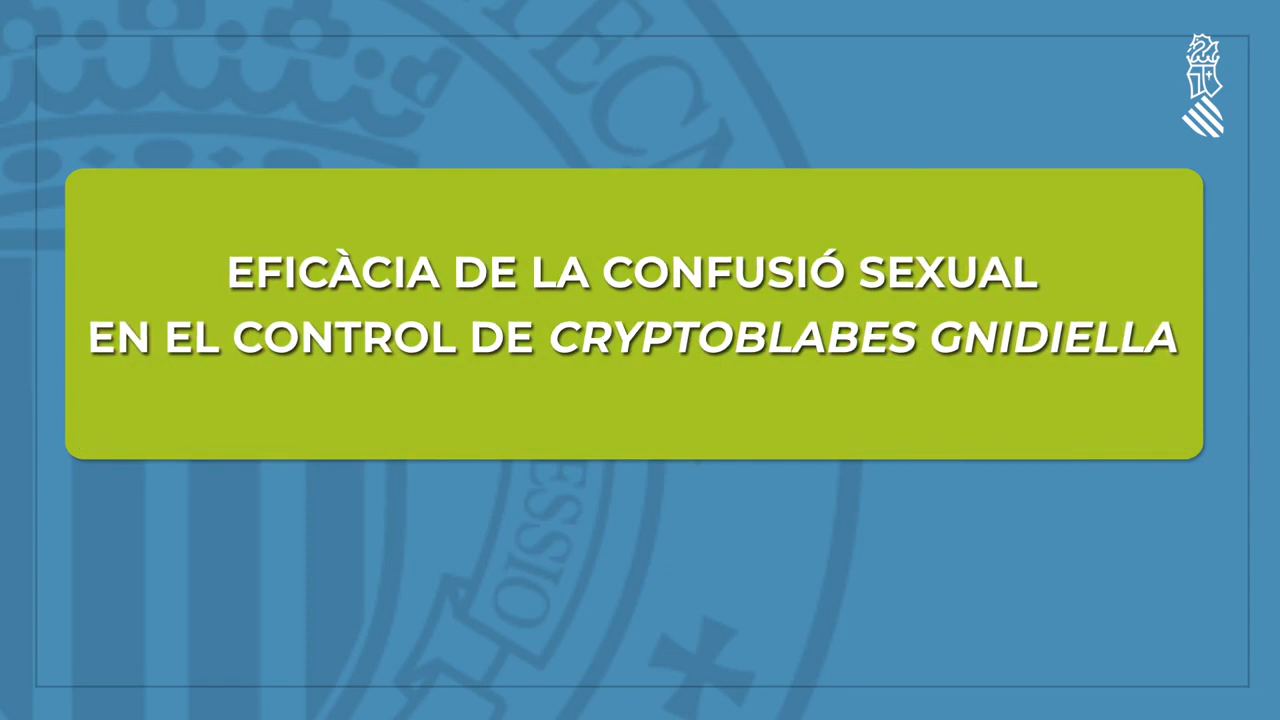 EFICÀCIA DE LA CONFUSIÓ SEXUAL
EN EL CONTROL DE CRYPTOBLABES GNIDIELLA